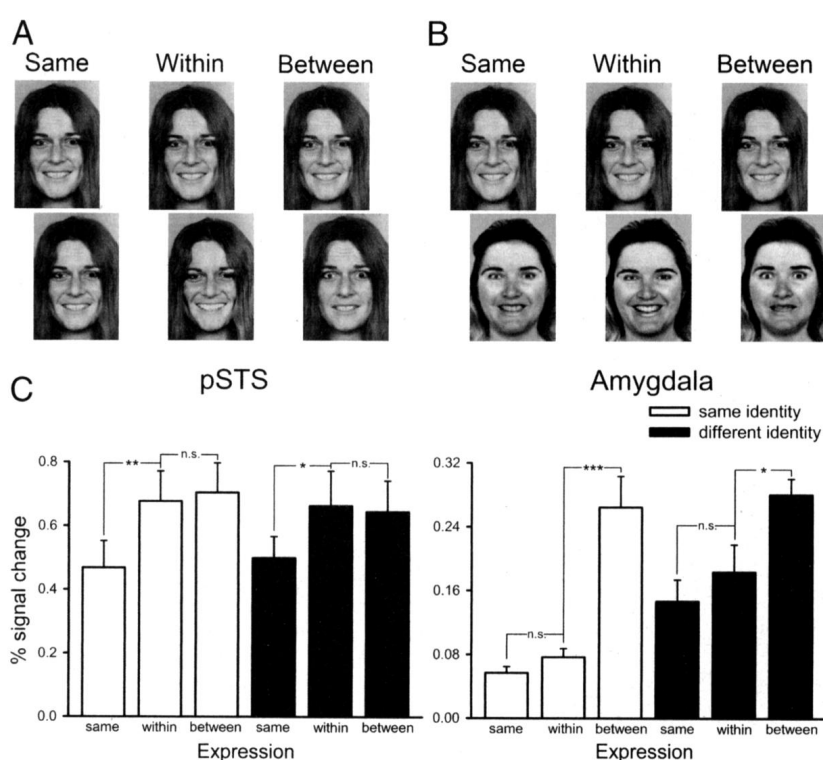 A
Same Within Between
B
Same Within Between
C
pSTS
Amygdala
same identity
different identity
% signal change
0.8
0.6
0.4
0.2
0.0
** n.s. * n.s.
same within between same within between
Expression
0.32
0.24
0.16
0.08
0.00
n.s. *** n.s. *
same within between same within between
Expression